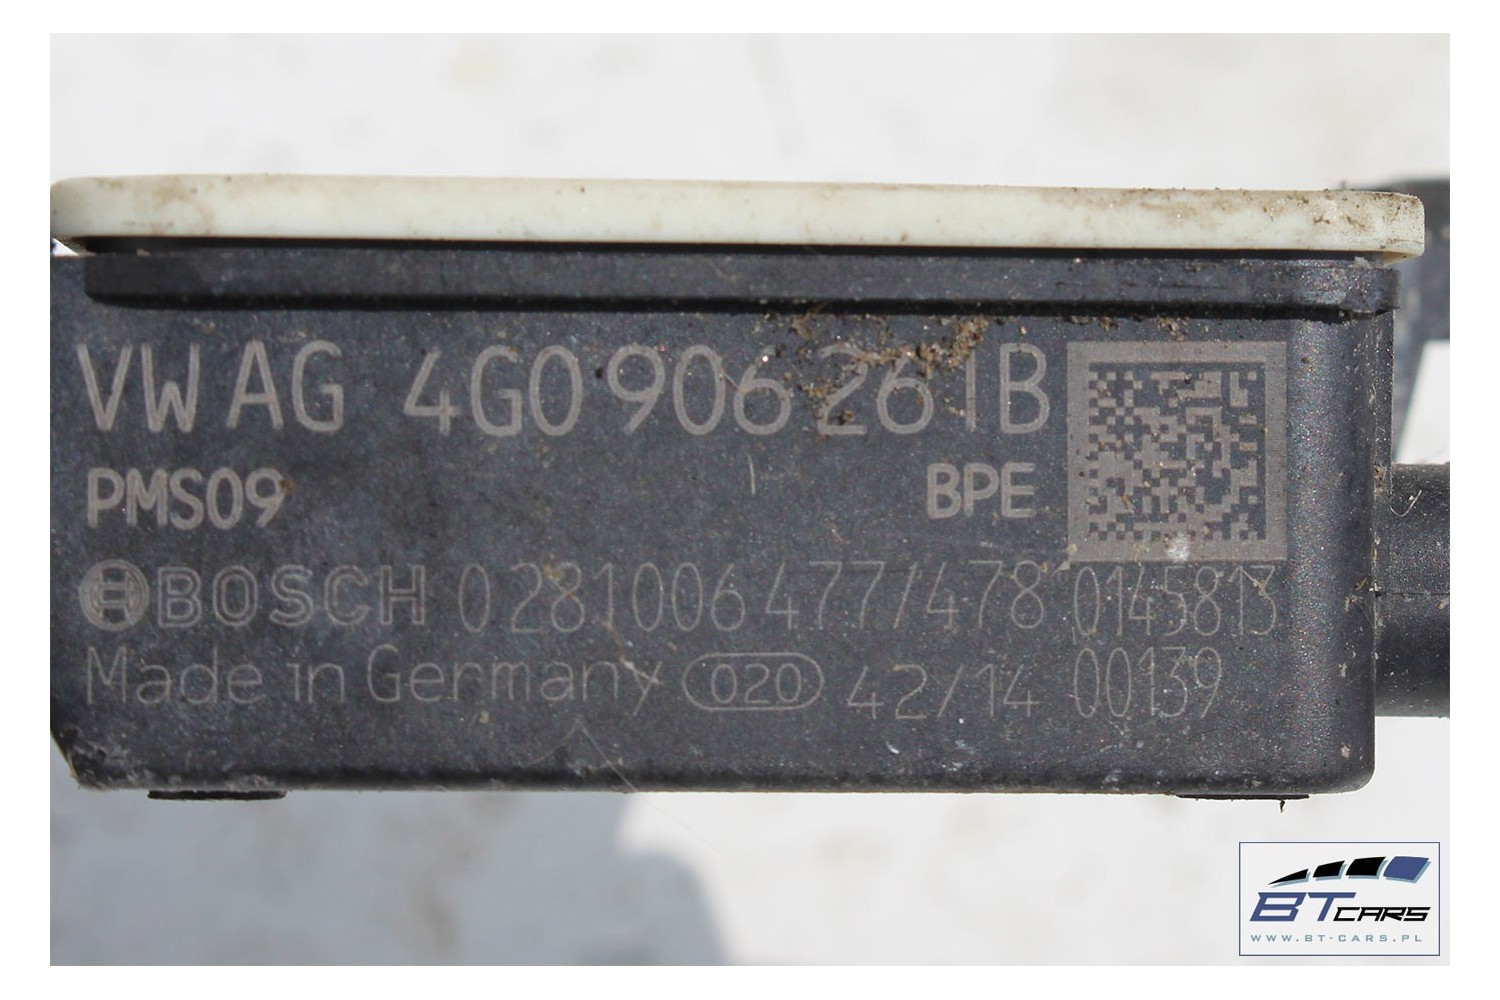 VW AG 4G0 906 261B
PMS09 BPE
BOSCH 0 281 006 477/478 0145813
Made in Germany 020 42/14 00139
BT CARS
WWW.BT-CARS.PL